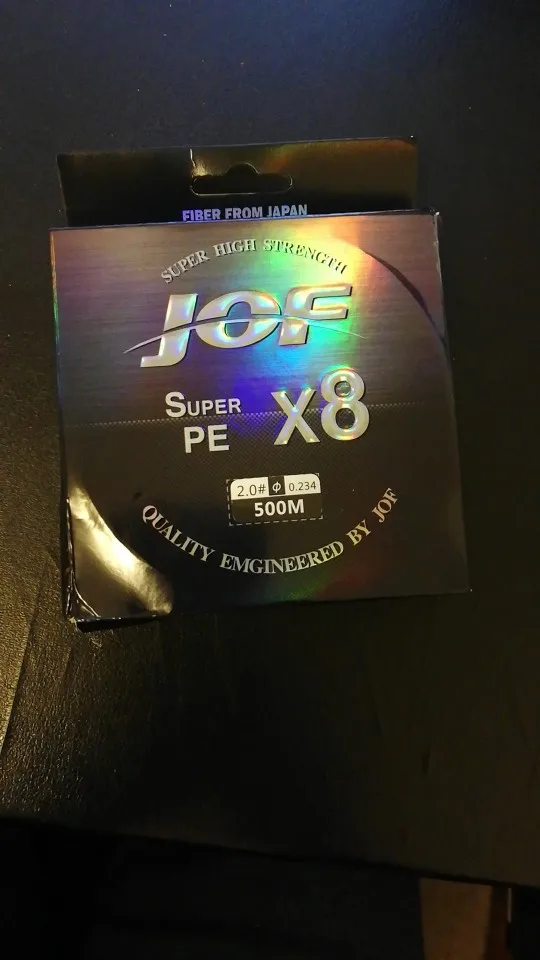 FIBER FROM JAPAN
SUPER HIGH STRENGTH
JOF
SUPER
PE
X8
2.0# ф 0.234
500M
QUALITY EMGINEERED BY JOF